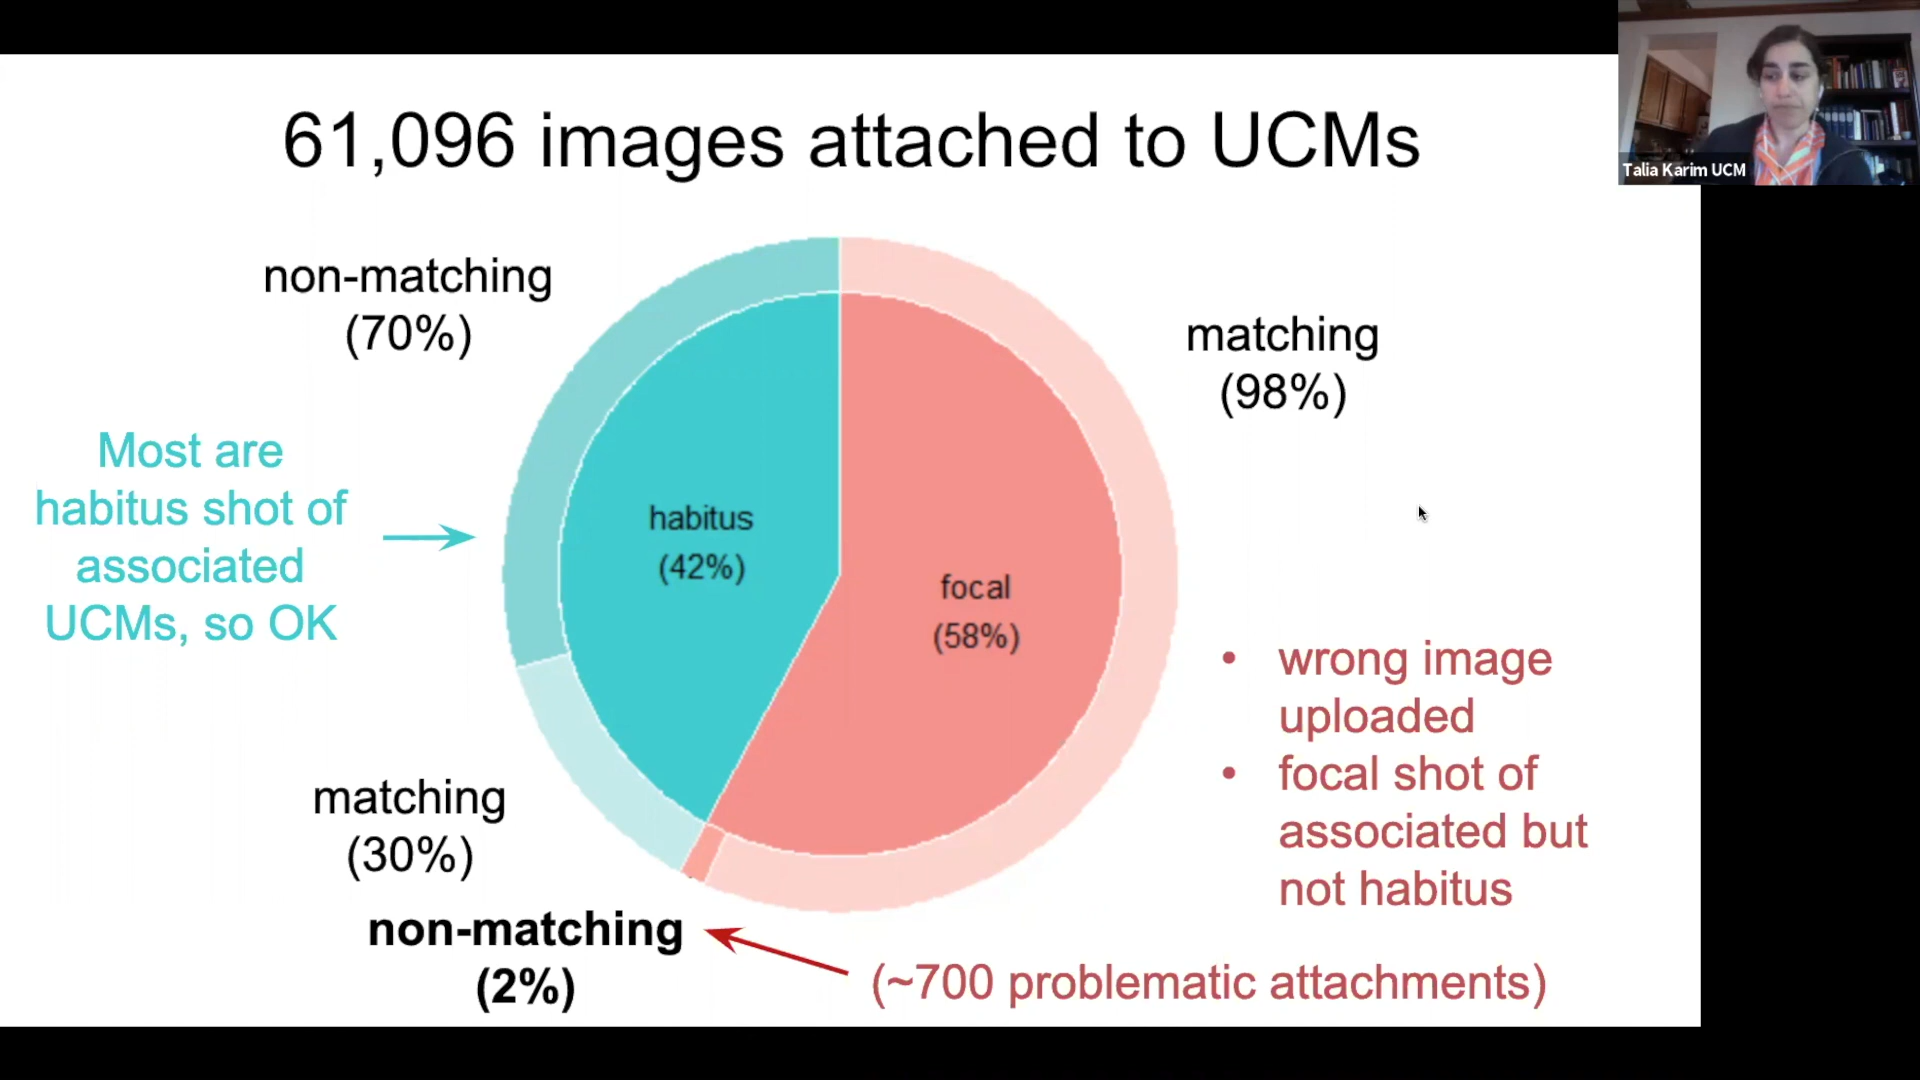 61,096 images attached to UCMs
Talia Karim UCM
non-matching
(70%)
matching
(98%)
Most are
habitus shot of
associated
UCMs, so OK
habitus
(42%)
focal
(58%)
• wrong image
uploaded
• focal shot of
associated but
not habitus
matching
(30%)
non-matching
(2%)
(~700 problematic attachments)